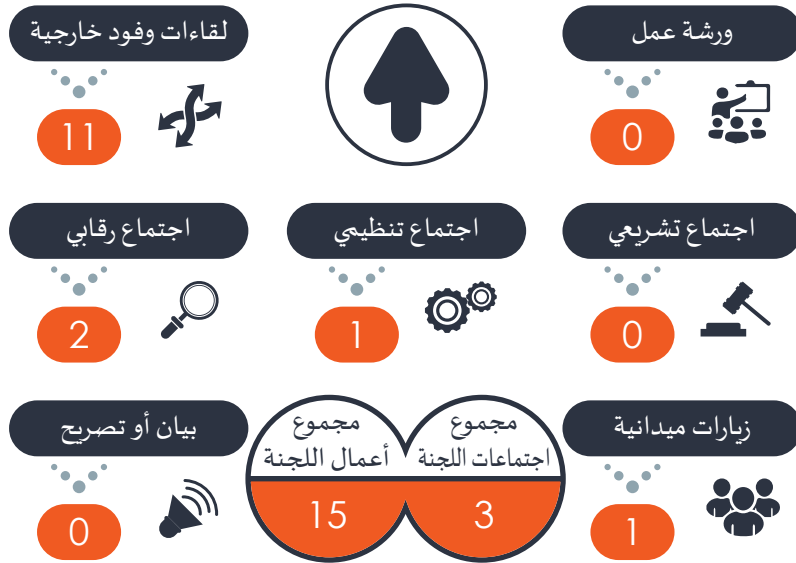 ورشة عمل
0
لقاءات وفود خارجية
11
اجتماع تشريعي
0
اجتماع تنظيمي
1
اجتماع رقابي
2
زيارات ميدانية
1
مجموع
اجتماعات اللجنة
3
مجموع
أعمال اللجنة
15
بيان أو تصريح
0